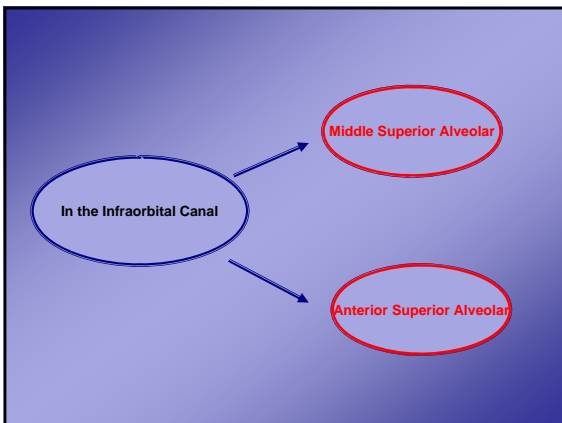 Middle Superior Alveolar
In the Infraorbital Canal
Anterior Superior Alveolar